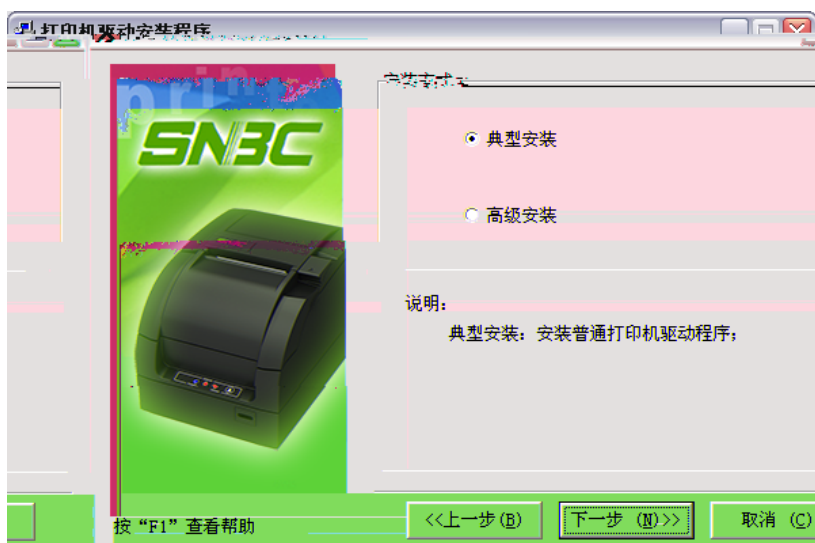 打印机驱动安装程序
print
安装方式：
SNBC
典型安装
高级安装
说明：
典型安装：安装普通打印机驱动程序；
按“F1”查看帮助
<<上一步(B)
下一步 (N)>>
取消 (C)